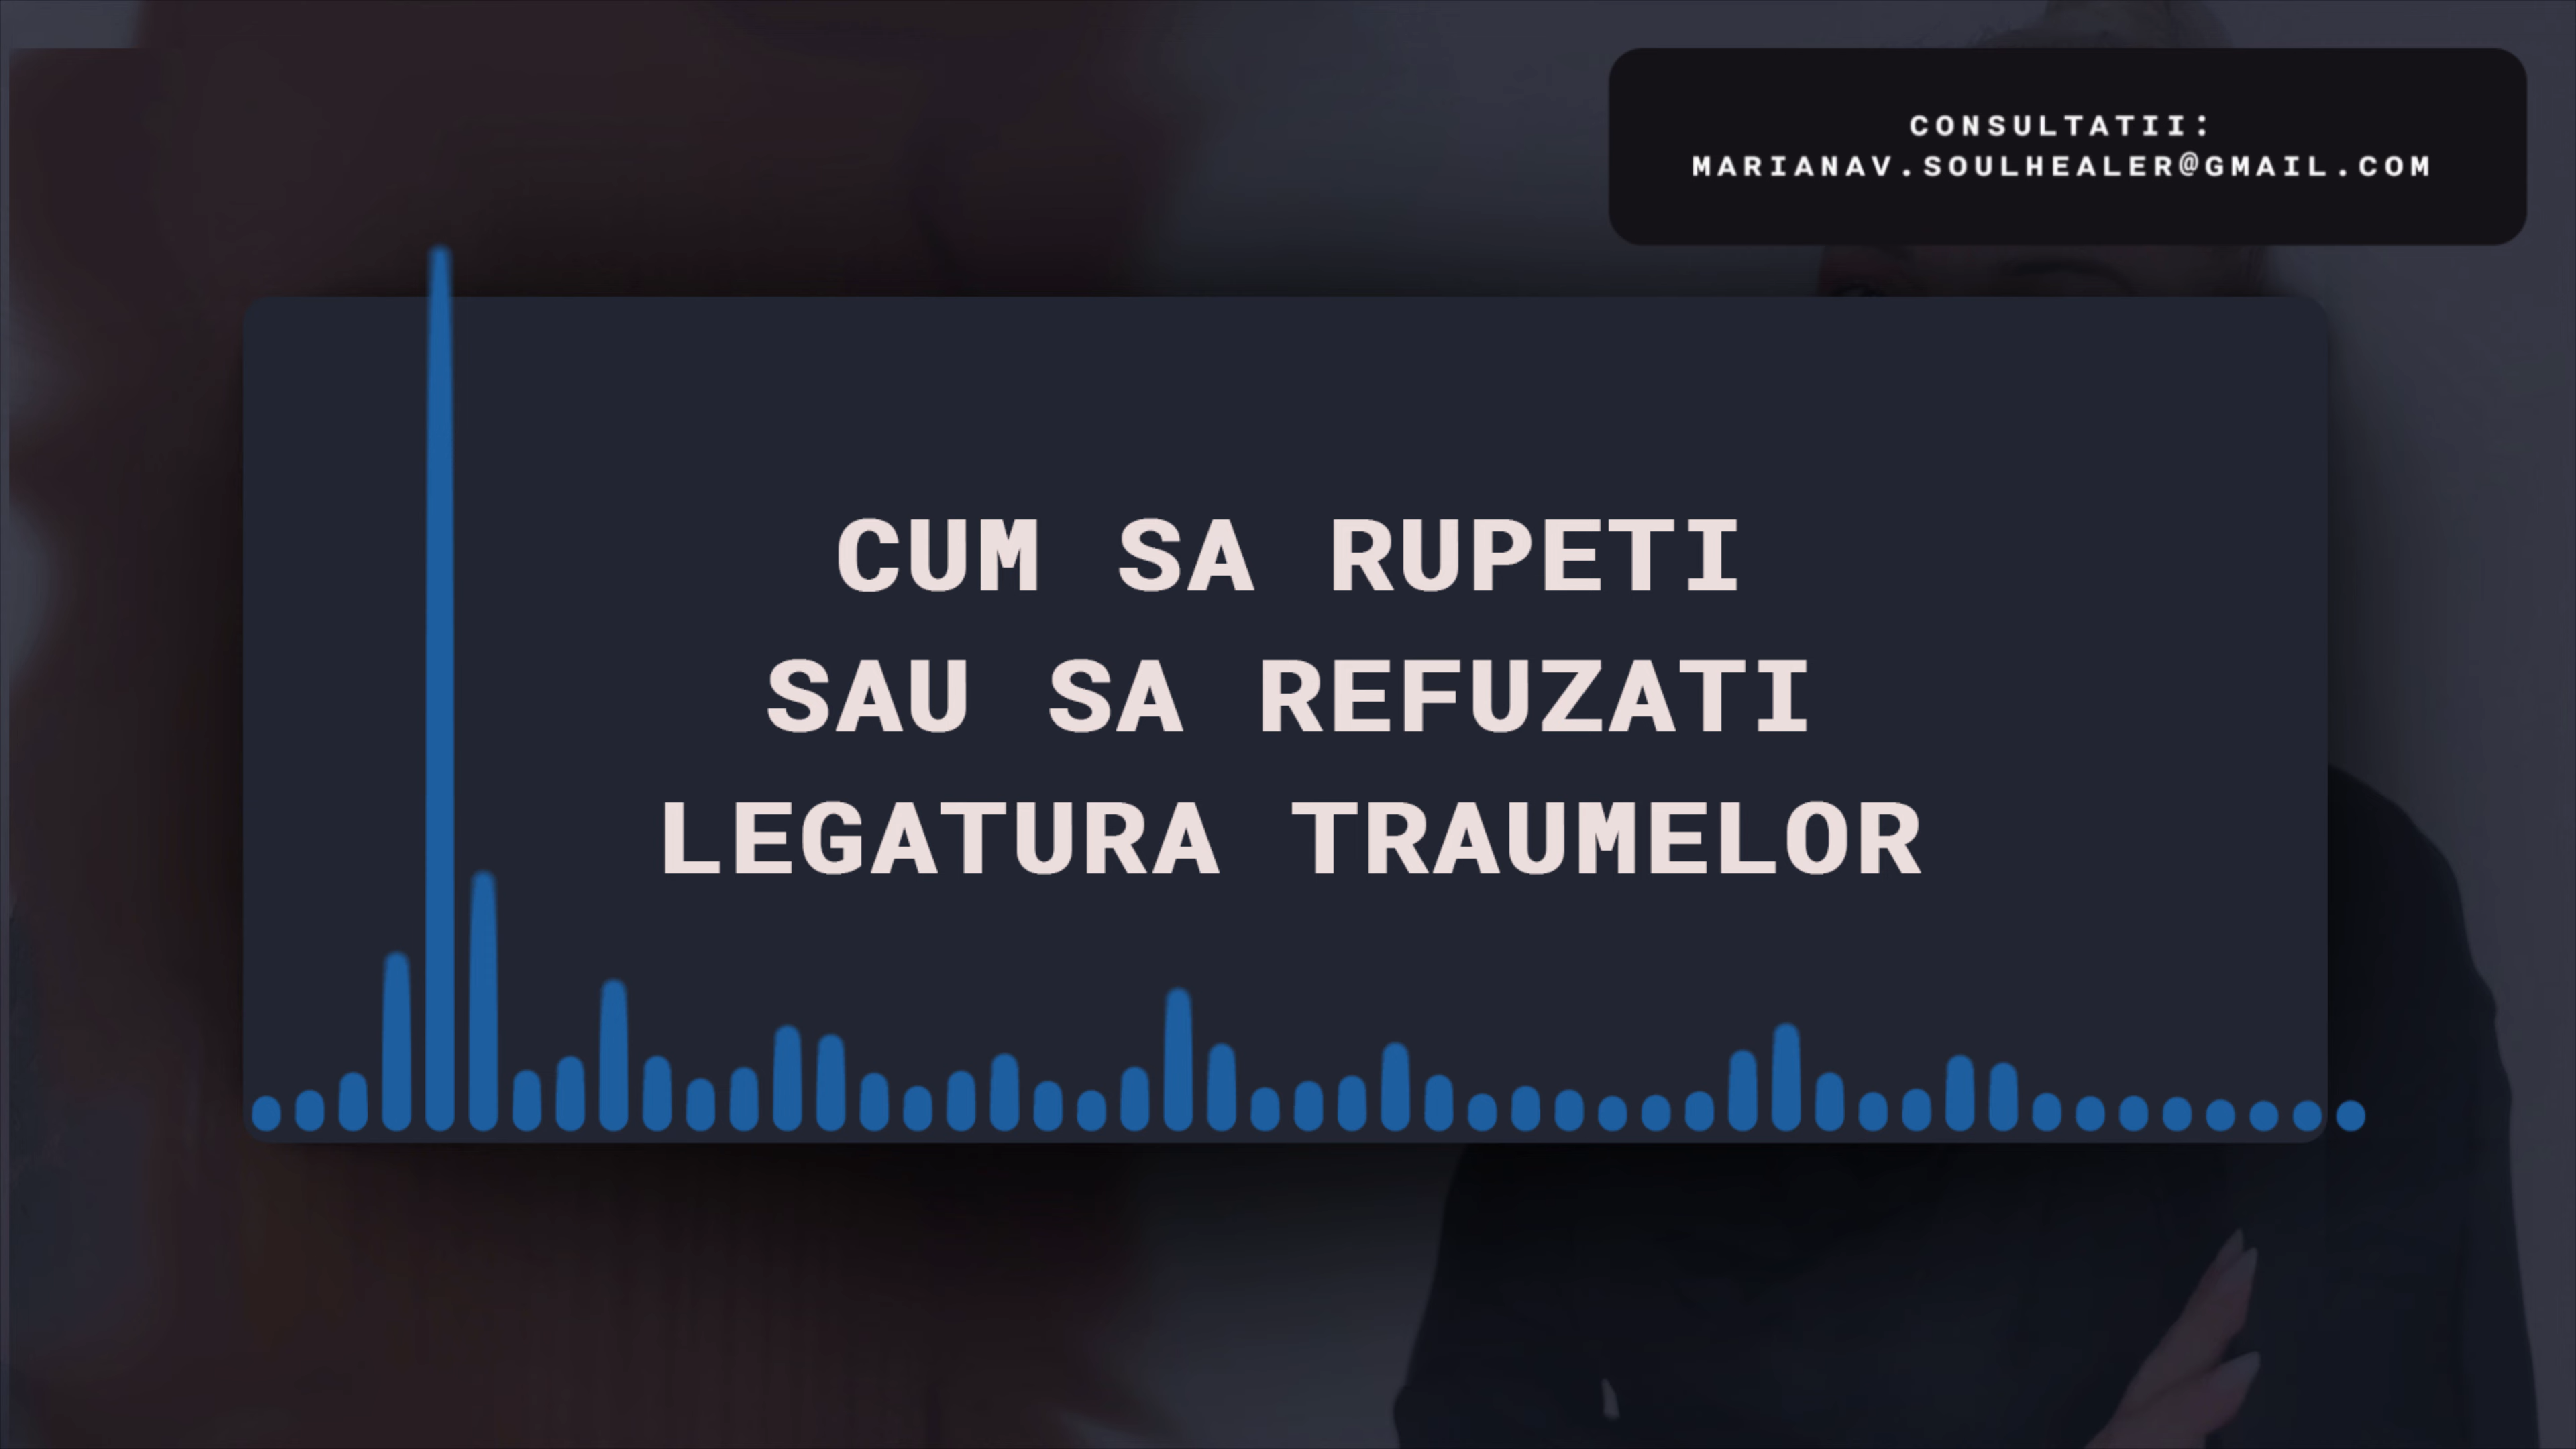 CONSULTATII:
MARIANAV.SOULHEALER@GMAIL.COM
CUM SA RUPETI
SAU SA REFUZATI
LEGATURA TRAUMELOR